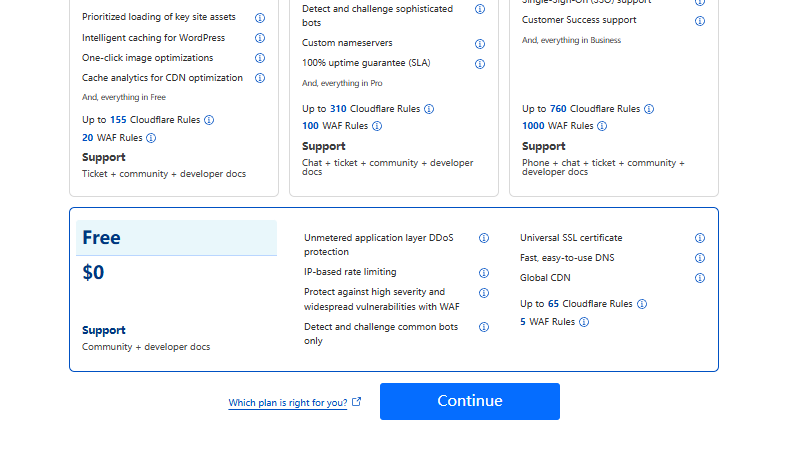 Prioritized loading of key site assets
Intelligent caching for WordPress
One-click image optimizations
Cache analytics for CDN optimization
And, everything in Free
Up to 155 Cloudflare Rules
20 WAF Rules
Support
Ticket + community + developer docs
Detect and challenge sophisticated
bots
Custom nameservers
100% uptime guarantee (SLA)
And, everything in Pro
Up to 310 Cloudflare Rules
100 WAF Rules
Support
Chat + ticket + community + developer
docs
Single-Sign-On (SSO) support
Customer Success support
And, everything in Business
Up to 760 Cloudflare Rules
1000 WAF Rules
Support
Phone + chat + ticket + community +
developer docs
Free
$0
Support
Community + developer docs
Unmetered application layer DDoS
protection
IP-based rate limiting
Protect against high severity and
widespread vulnerabilities with WAF
Detect and challenge common bots
only
Universal SSL certificate
Fast, easy-to-use DNS
Global CDN
Up to 65 Cloudflare Rules
5 WAF Rules
Which plan is right for you?
Continue